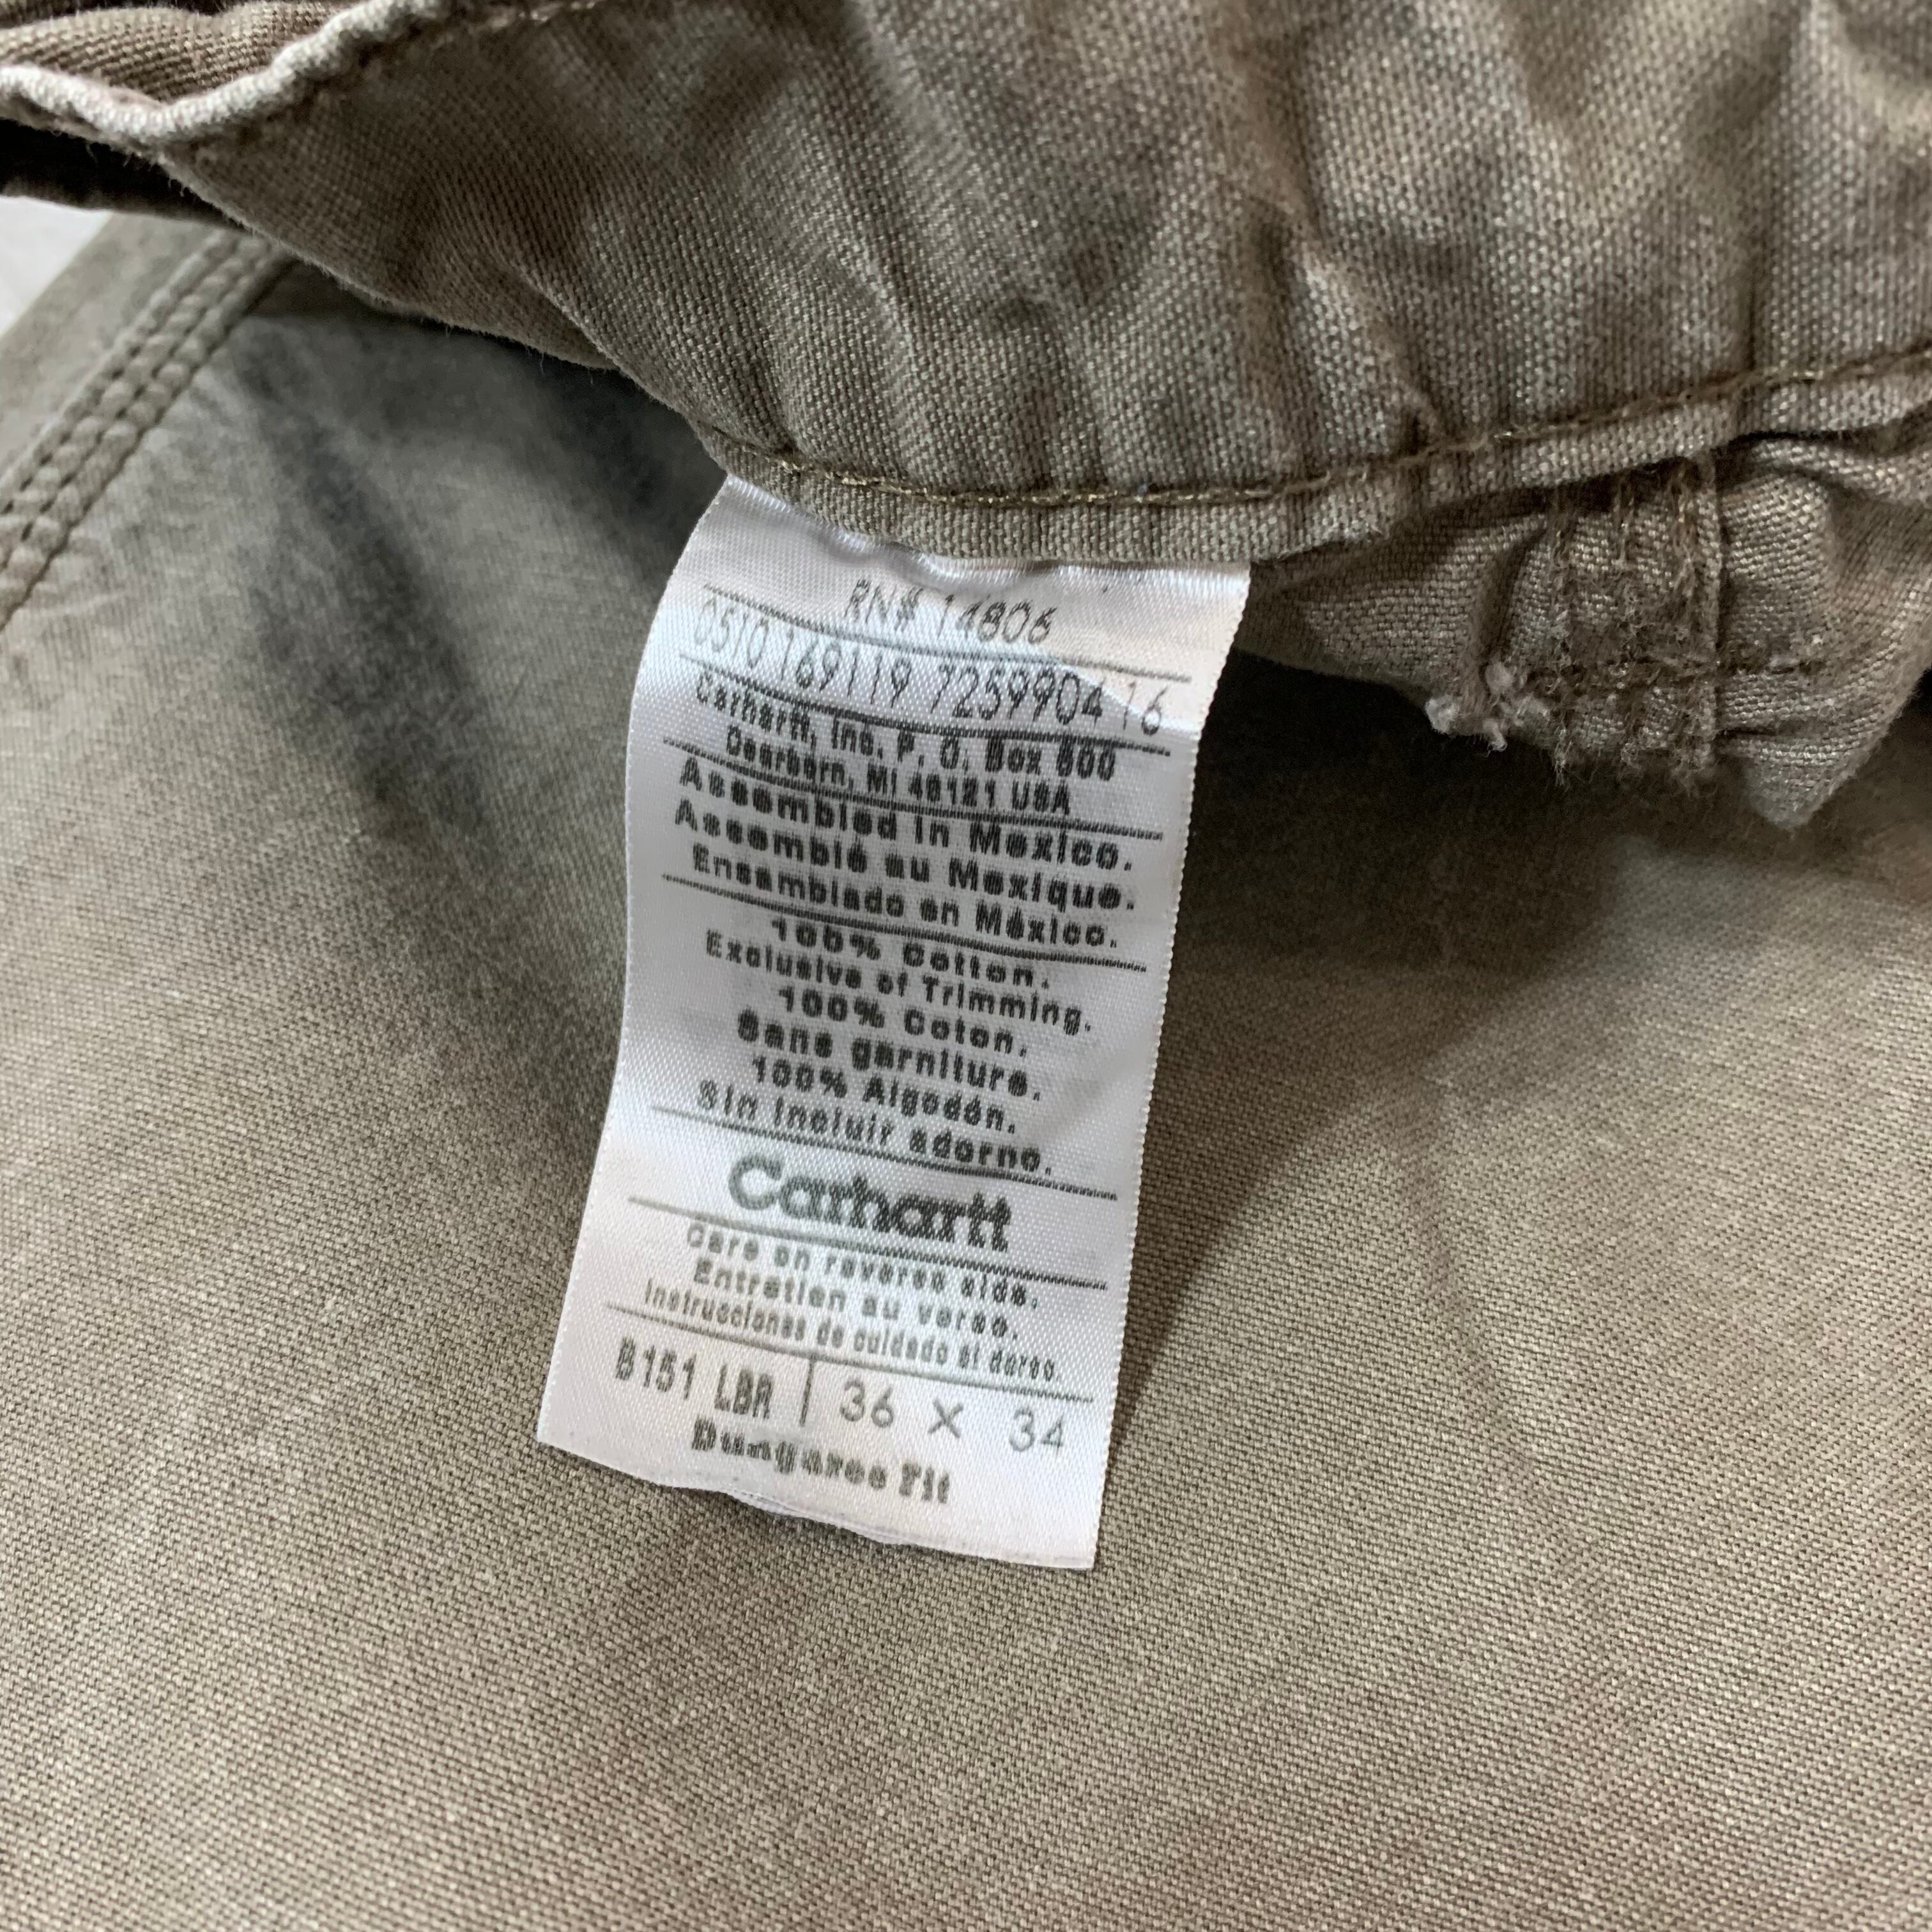 RN# 14806
0510 169119 7259904 16
Carhartt, Inc. P. O. Box 600
Dearborn, MI 48121 USA
Assembled in Mexico.
Assemblé au Mexique.
Ensamblado en México.
100% Cotton.
Exclusive of Trimming.
100% Coton.
Sans garniture.
100% Algodón.
Sin incluir adorno.
Carhartt
Care on reverse side.
Entretien au verso.
Instrucciones de cuidado al dorso.
B151 LBR | 36 X 34
Dungaree Fit